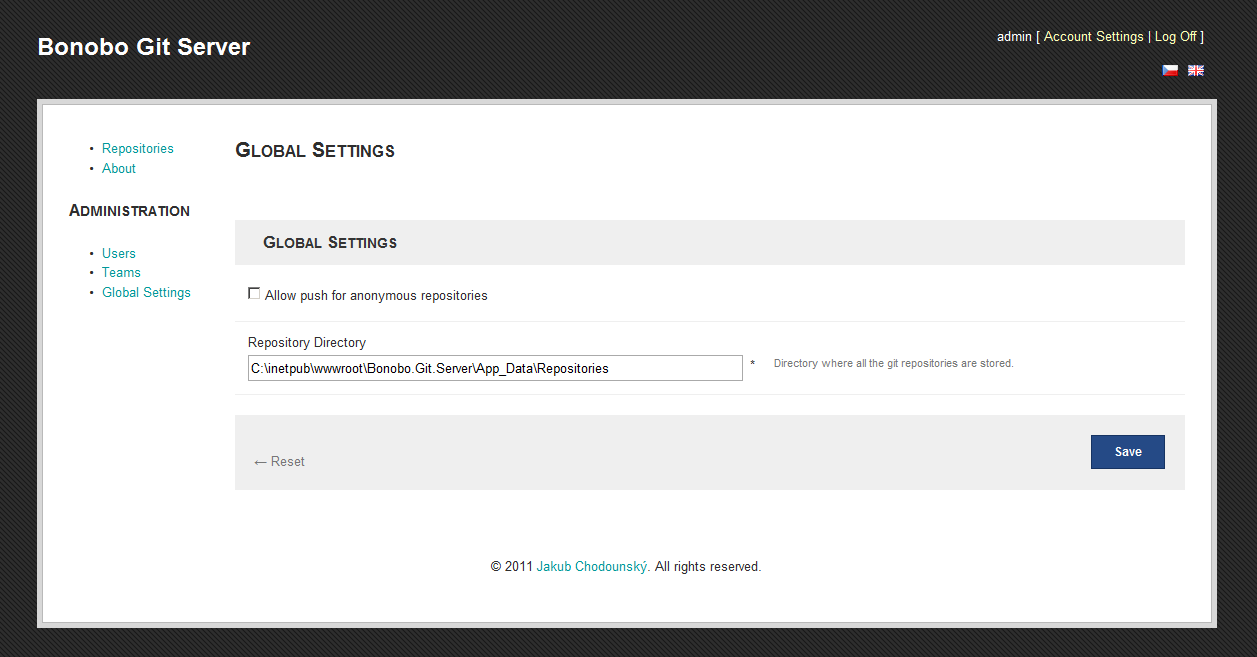 Bonobo Git Server
admin [ Account Settings | Log Off ]
• Repositories
• About
ADMINISTRATION
• Users
• Teams
• Global Settings
GLOBAL SETTINGS
GLOBAL SETTINGS
Allow push for anonymous repositories
Repository Directory
C:\inetpub\wwwroot\Bonobo.Git.Server\App_Data\Repositories * Directory where all the git repositories are stored.
← Reset
Save
© 2011 Jakub Chodounský. All rights reserved.